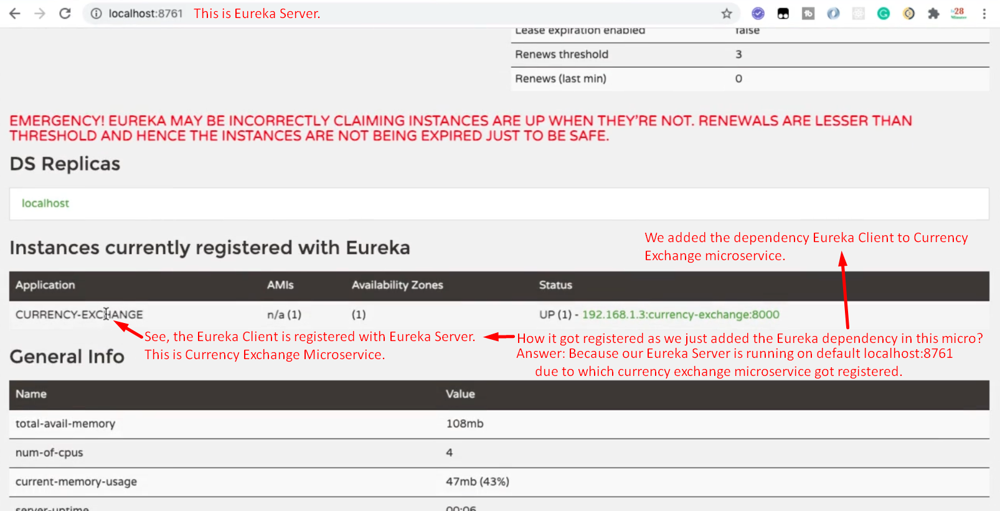 localhost:8761 This is Eureka Server.
28
Lease expiration enabled false
Renews threshold 3
Renews (last min) 0
EMERGENCY! EUREKA MAY BE INCORRECTLY CLAIMING INSTANCES ARE UP WHEN THEY'RE NOT. RENEWALS ARE LESSER THAN
THRESHOLD AND HENCE THE INSTANCES ARE NOT BEING EXPIRED JUST TO BE SAFE.
DS Replicas
localhost
We added the dependency Eureka Client to Currency
Exchange microservice.
Instances currently registered with Eureka
Application AMIs Availability Zones Status
CURRENCY-EXCHANGE n/a (1) (1) UP (1) - 192.168.1.3:currency-exchange:8000
See, the Eureka Client is registered with Eureka Server.
This is Currency Exchange Microservice.
How it got registered as we just added the Eureka dependency in this micro?
Answer: Because our Eureka Server is running on default localhost:8761
due to which currency exchange microservice got registered.
General Info
Name Value
total-avail-memory 108mb
num-of-cpus 4
current-memory-usage 47mb (43%)
server-uptime 00:06